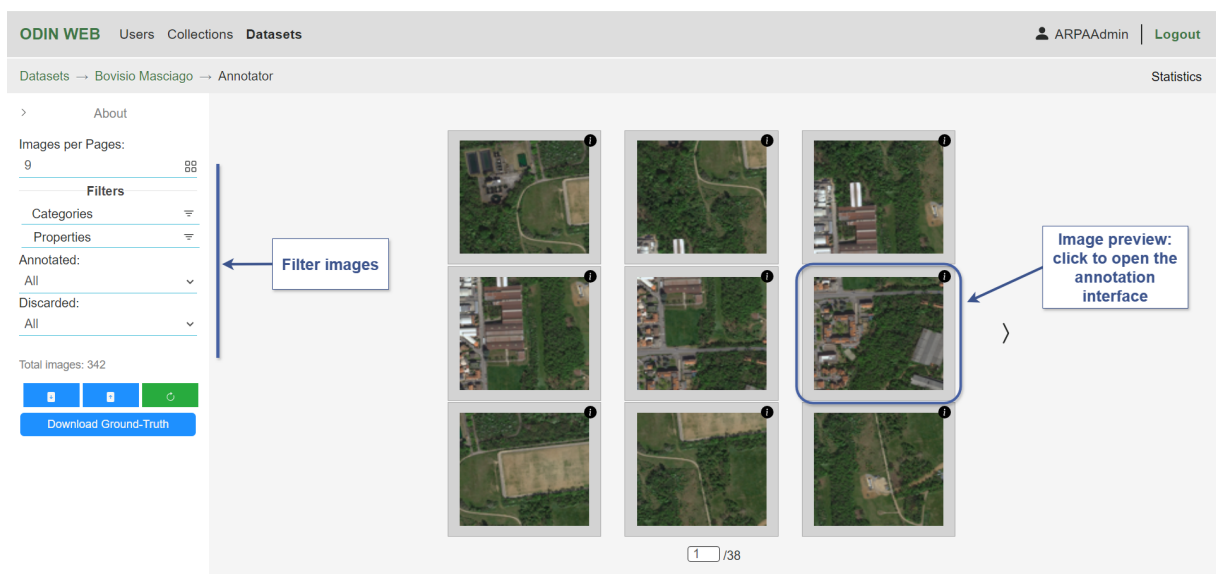 ODIN WEB Users Collections Datasets ARPAAdmin Logout
Datasets → Bovisio Masciago → Annotator Statistics
> About
Images per Pages:
9
Filters
Categories
Properties
Annotated:
All
Discarded:
All
Total images: 342
Download Ground-Truth
Filter images
Image preview:
click to open the
annotation
interface
1 /38